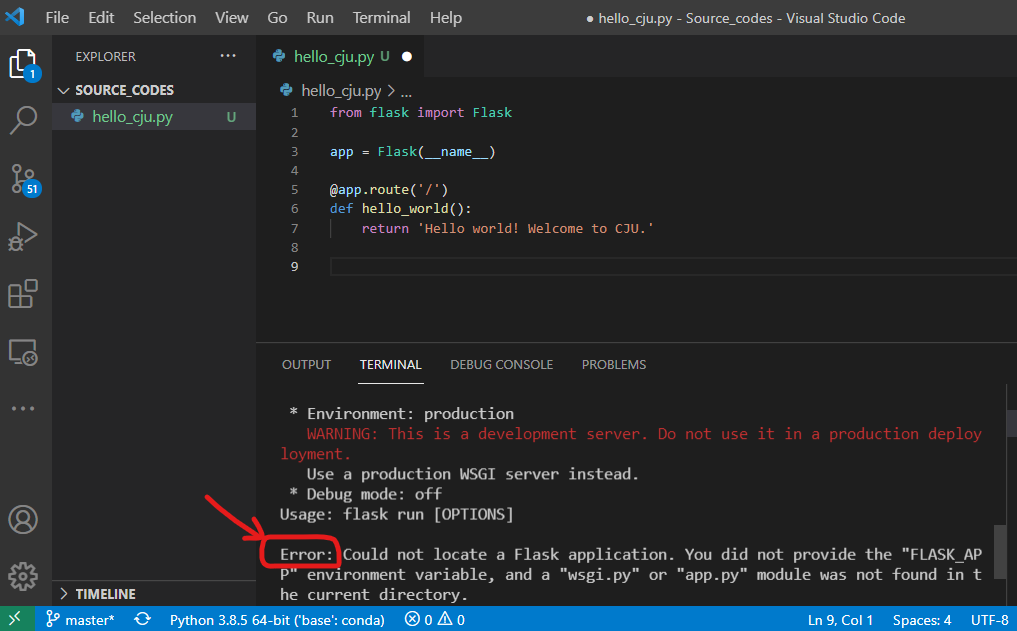 File Edit Selection View Go Run Terminal Help ● hello_cju.py - Source_codes - Visual Studio Code
EXPLORER ···
hello_cju.py U ●
SOURCE_CODES
hello_cju.py > ...
hello_cju.py U
1 from flask import Flask
2
3 app = Flask(__name__)
4
5 @app.route('/')
6 def hello_world():
7 return 'Hello world! Welcome to CJU.'
8
9
1
51
OUTPUT TERMINAL DEBUG CONSOLE PROBLEMS
* Environment: production
WARNING: This is a development server. Do not use it in a production deploy
loyment.
Use a production WSGI server instead.
* Debug mode: off
Usage: flask run [OPTIONS]
Error: Could not locate a Flask application. You did not provide the "FLASK_AP
P" environment variable, and a "wsgi.py" or "app.py" module was not found in t
he current directory.
TIMELINE
master* Python 3.8.5 64-bit ('base': conda) 0 0 Ln 9, Col 1 Spaces: 4 UTF-8